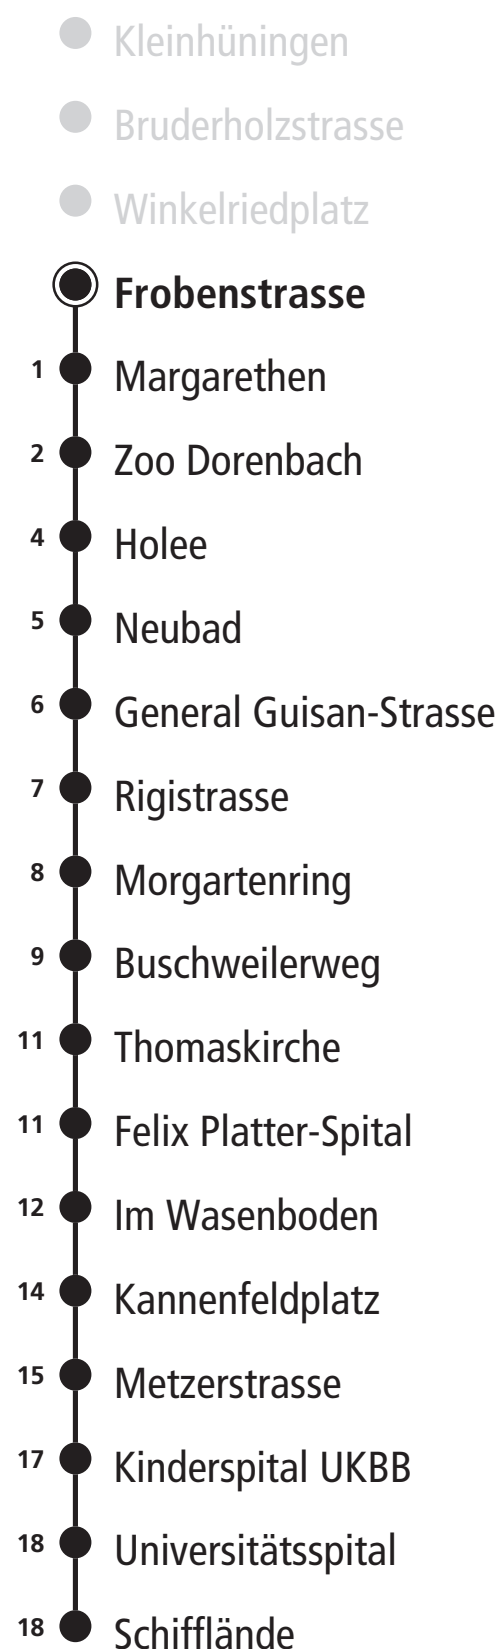 Kleinhüningen
Bruderholzstrasse
Winkelriedplatz
Frobenstrasse
1 Margarethen
2 Zoo Dorenbach
4 Holee
5 Neubad
6 General Guisan-Strasse
7 Rigistrasse
8 Morgartenring
9 Buschweilerweg
11 Thomaskirche
11 Felix Platter-Spital
12 Im Wasenboden
14 Kannenfeldplatz
15 Metzerstrasse
17 Kinderspital UKBB
18 Universitätsspital
18 Schifflände